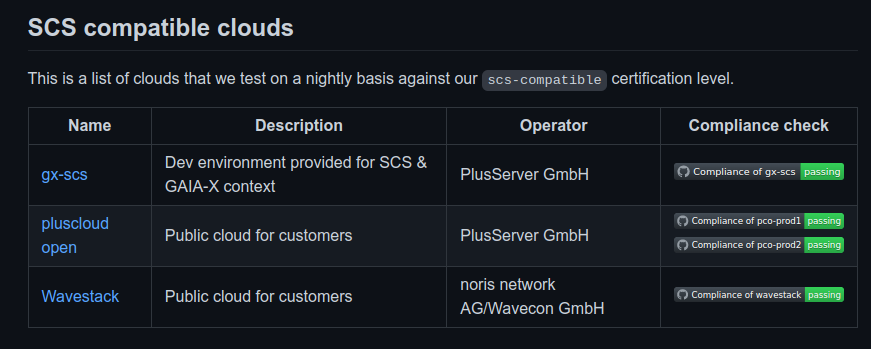 SCS compatible clouds
This is a list of clouds that we test on a nightly basis against our scs-compatible certification level.
Name Description Operator Compliance check
gx-scs
Dev environment provided for SCS &
GAIA-X context
PlusServer GmbH
Compliance of gx-scs passing
pluscloud
open
Public cloud for customers
PlusServer GmbH
Compliance of pco-prod1 passing
Compliance of pco-prod2 passing
Wavestack
Public cloud for customers
noris network
AG/Wavecon GmbH
Compliance of wavestack passing